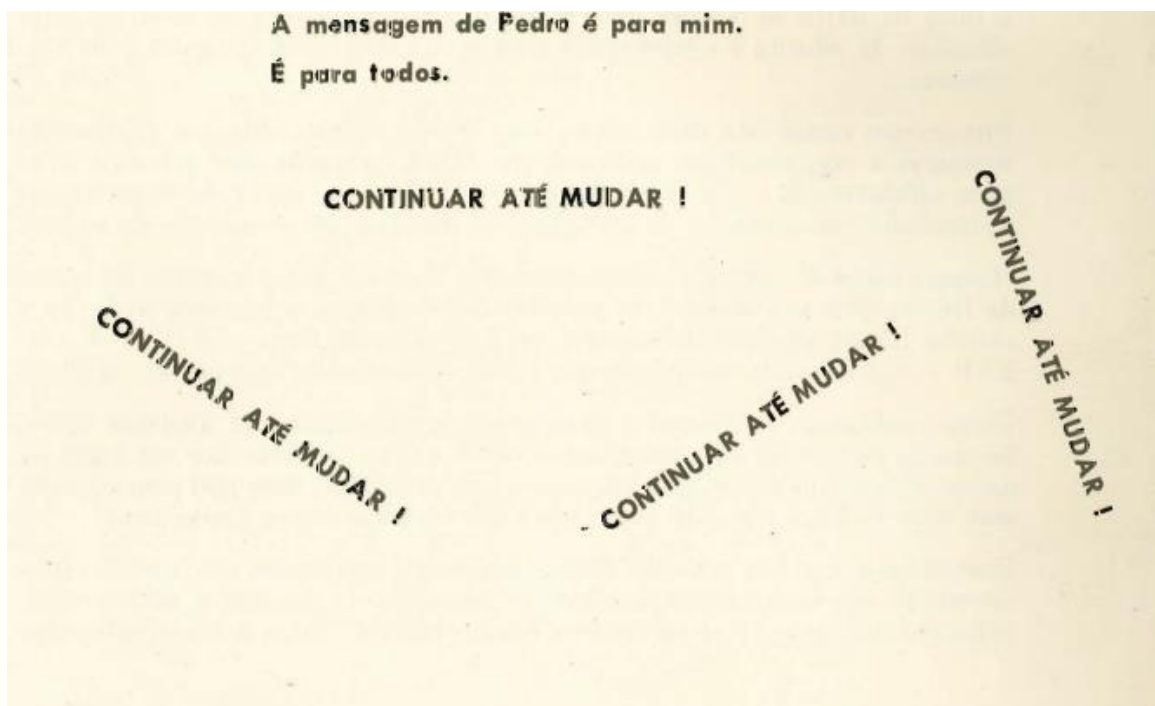 A mensagem de Pedro é para mim.
É para todos.
CONTINUAR ATÉ MUDAR !
CONTINUAR ATÉ MUDAR !
CONTINUAR ATÉ MUDAR !
CONTINUAR ATÉ MUDAR !